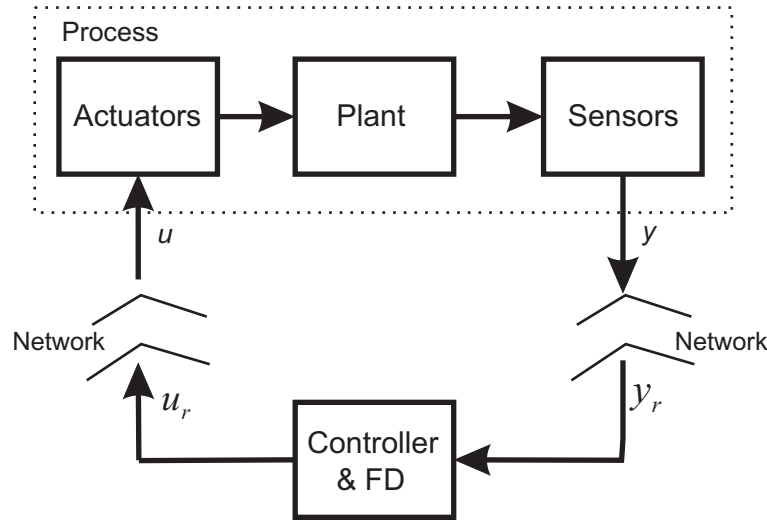 Process
Actuators
Plant
Sensors
u
y
Network
Network
u_r
y_r
Controller
& FD